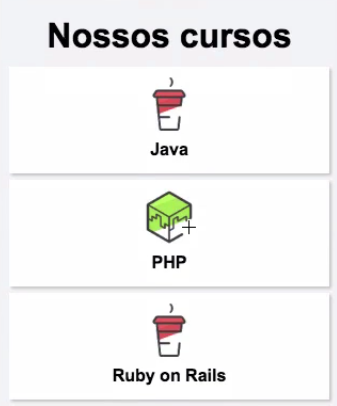 Nossos cursos
Java
PHP
Ruby on Rails